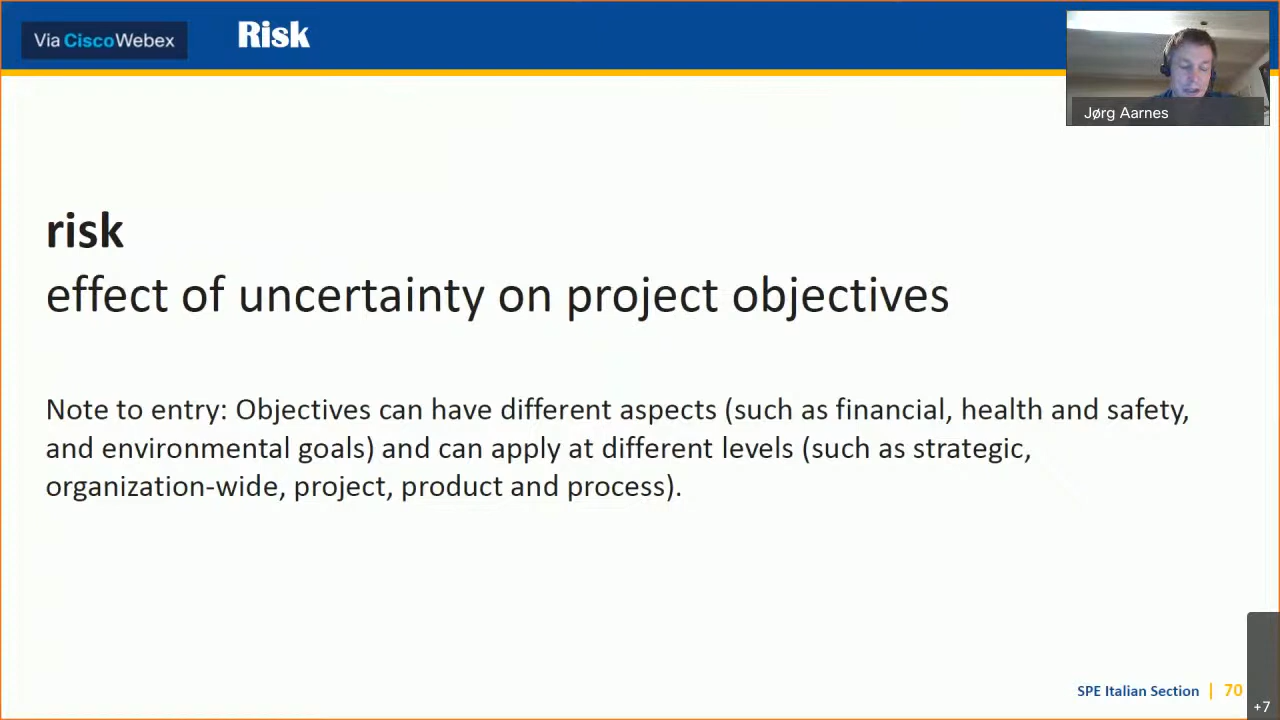 Via CiscoWebex
Risk
Jørg Aarnes
risk
effect of uncertainty on project objectives
Note to entry: Objectives can have different aspects (such as financial, health and safety,
and environmental goals) and can apply at different levels (such as strategic,
organization-wide, project, product and process).
SPE Italian Section | 70
+7